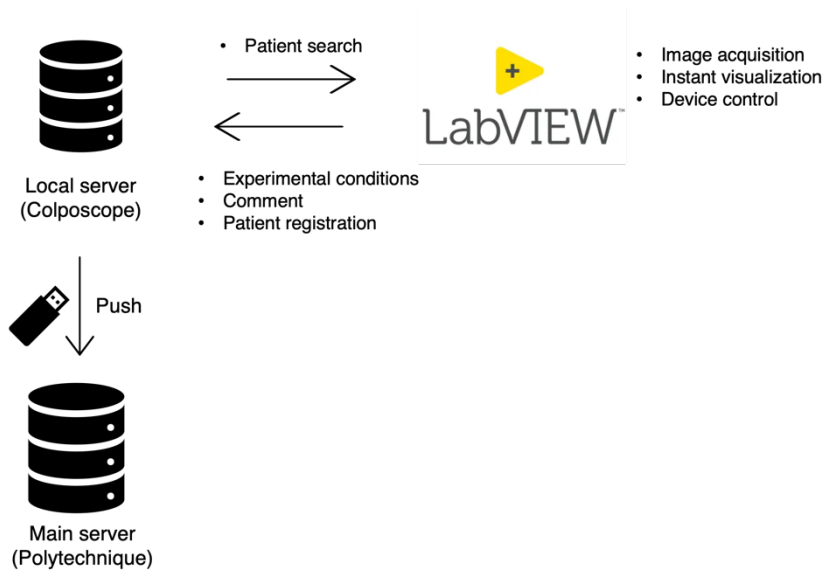 • Patient search
LabVIEW™
• Image acquisition
• Instant visualization
• Device control
Local server
(Colposcope)
• Experimental conditions
• Comment
• Patient registration
Push
Main server
(Polytechnique)